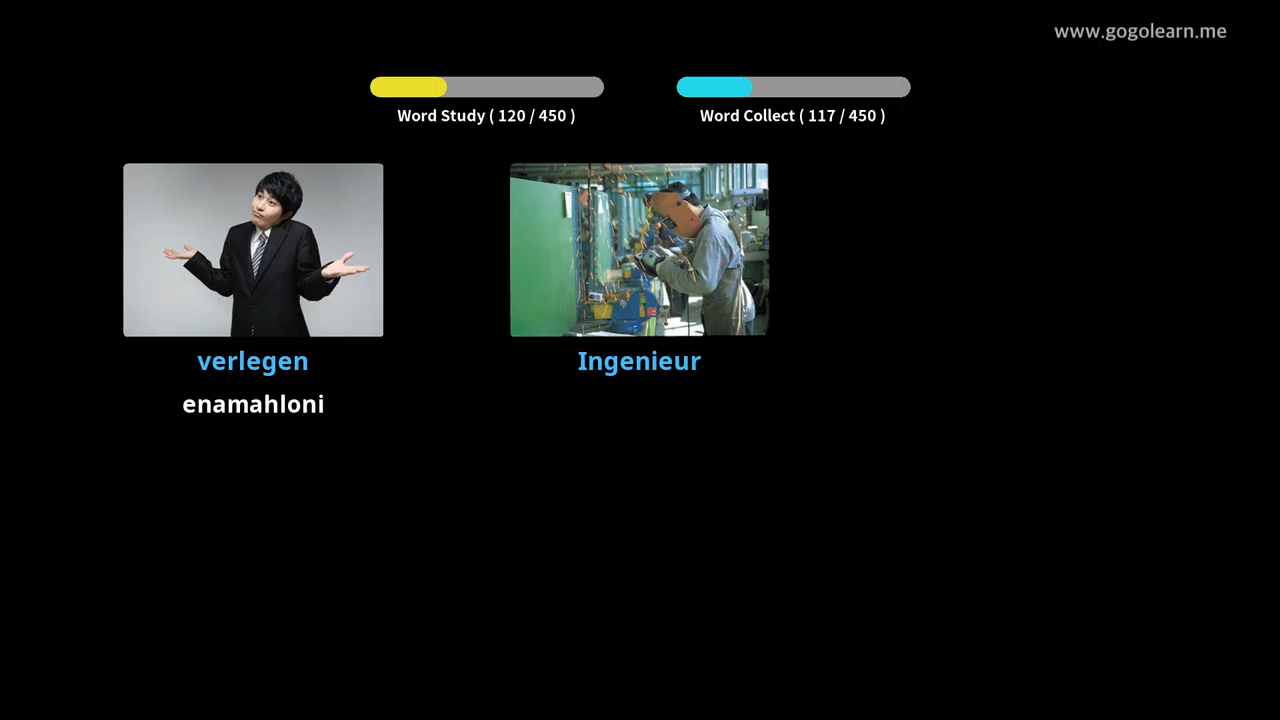 www.gogolearn.me
Word Study ( 120 / 450 )
Word Collect ( 117 / 450 )
verlegen
Ingenieur
enamahloni